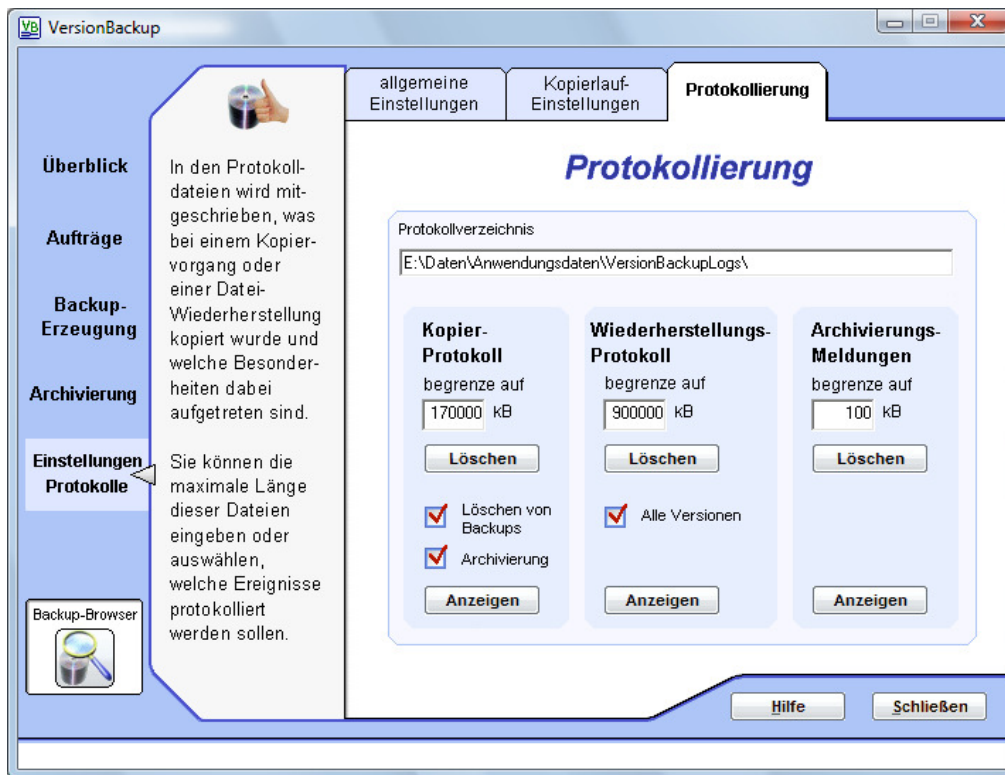 VB VersionBackup
allgemeine
Einstellungen
Kopierlauf-
Einstellungen
Protokollierung
Überblick
Aufträge
Backup-
Erzeugung
Archivierung
Einstellungen
Protokolle
Backup-Browser
In den Protokoll-
dateien wird mit-
geschrieben, was
bei einem Kopier-
vorgang oder
einer Datei-
Wiederherstellung
kopiert wurde und
welche Besonder-
heiten dabei
aufgetreten sind.
Sie können die
maximale Länge
dieser Dateien
eingeben oder
auswählen,
welche Ereignisse
protokolliert
werden sollen.
Protokollierung
Protokollverzeichnis
E:\Daten\Anwendungsdaten\VersionBackupLogs\
Kopier-
Protokoll
begrenze auf
170000 kB
Löschen
Löschen von
Backups
Archivierung
Anzeigen
Wiederherstellungs-
Protokoll
begrenze auf
900000 kB
Löschen
Alle Versionen
Anzeigen
Archivierungs-
Meldungen
begrenze auf
100 kB
Löschen
Anzeigen
Hilfe
Schließen